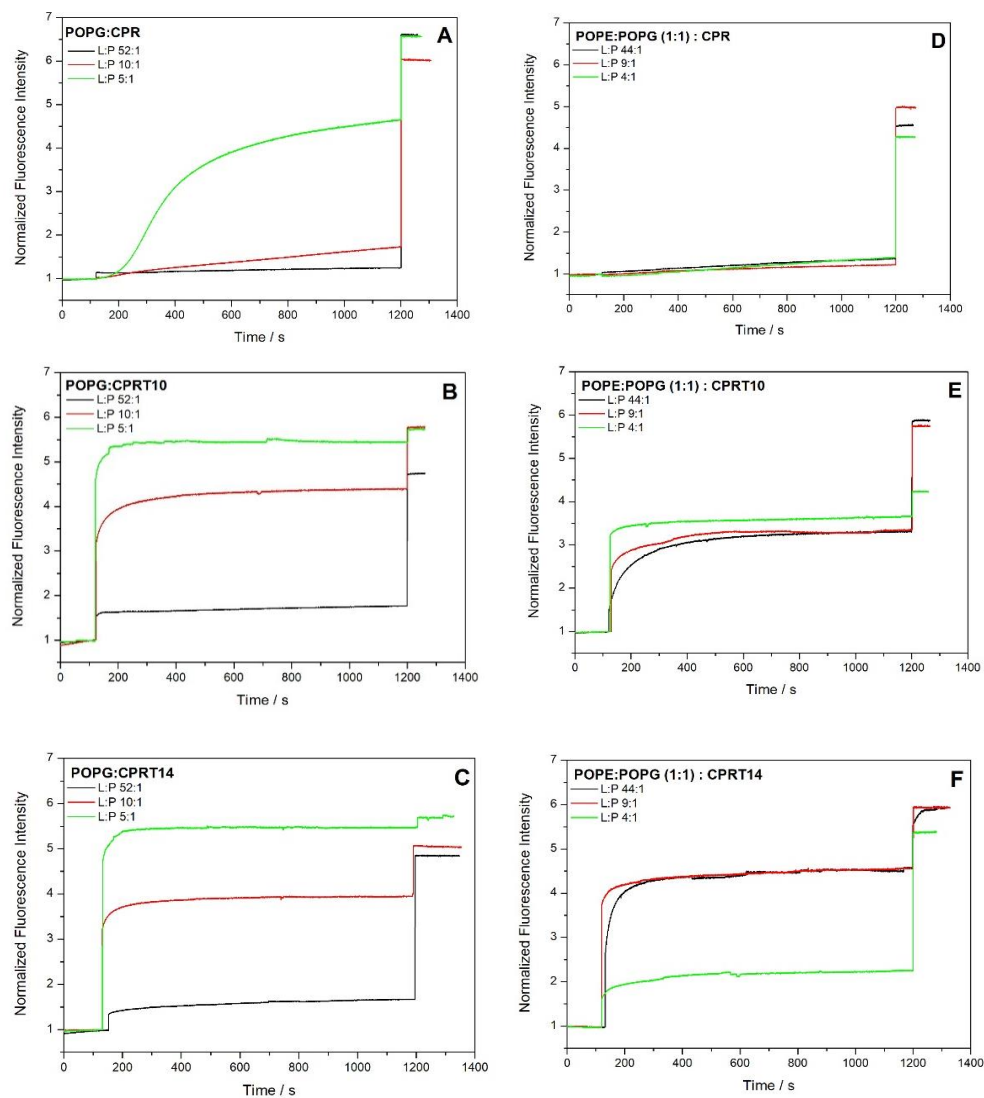 POPG:CPR
A
L:P 52:1
L:P 10:1
L:P 5:1
Normalized Fluorescence Intensity
7
6
5
4
3
2
1
0 200 400 600 800 1000 1200 1400
Time / s
POPE:POPG (1:1) : CPR
D
L:P 44:1
L:P 9:1
L:P 4:1
Normalized Fluorescence Intensity
7
6
5
4
3
2
1
0 200 400 600 800 1000 1200 1400
Time / s
POPG:CPRT10
B
L:P 52:1
L:P 10:1
L:P 5:1
Normalized Fluorescence Intensity
7
6
5
4
3
2
1
0 200 400 600 800 1000 1200 1400
Time / s
POPE:POPG (1:1) : CPRT10
E
L:P 44:1
L:P 9:1
L:P 4:1
Normalized Fluorescence Intensity
7
6
5
4
3
2
1
0 200 400 600 800 1000 1200 1400
Time / s
POPG:CPRT14
C
L:P 52:1
L:P 10:1
L:P 5:1
Normalized Fluorescence Intensity
7
6
5
4
3
2
1
0 200 400 600 800 1000 1200 1400
Time / s
POPE:POPG (1:1) : CPRT14
F
L:P 44:1
L:P 9:1
L:P 4:1
Normalized Fluorescence Intensity
7
6
5
4
3
2
1
0 200 400 600 800 1000 1200 1400
Time / s